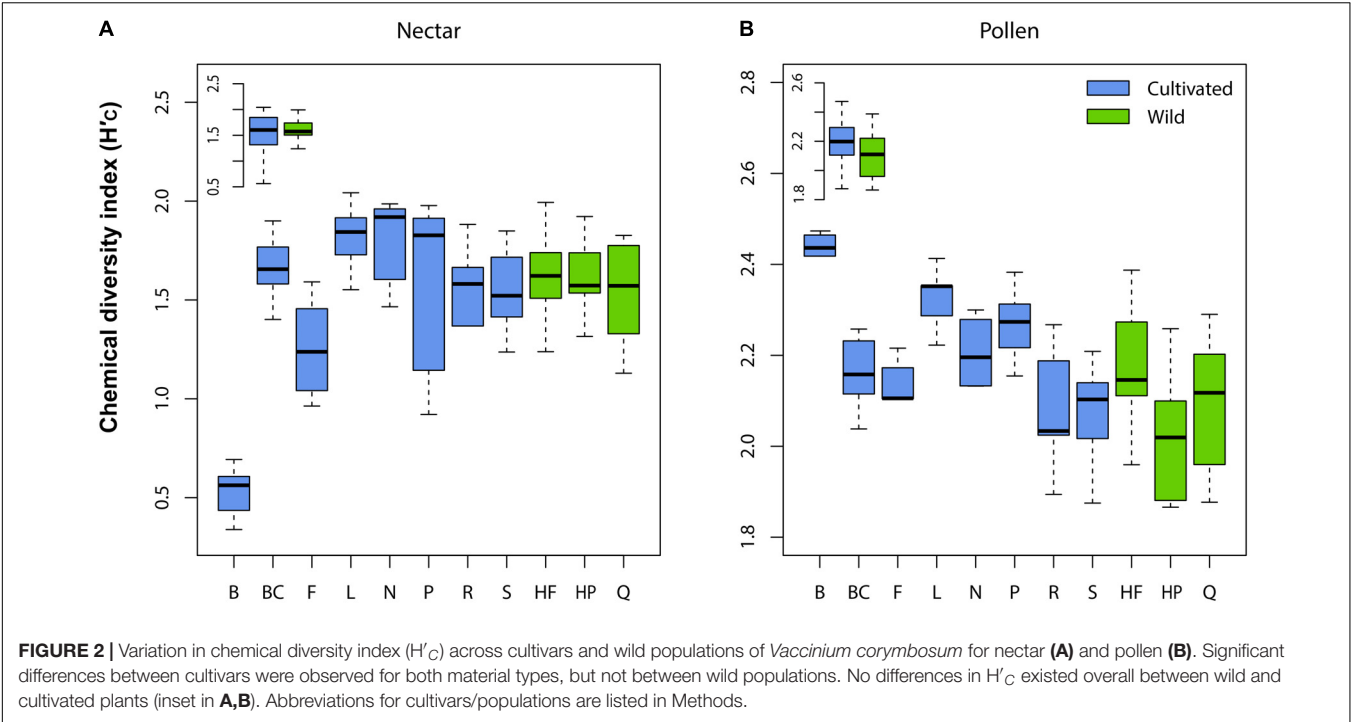 A
Nectar
B
Pollen
Chemical diversity index (H′c)
2.5
2.0
1.5
1.0
0.5
2.5
1.5
0.5
B BC F L N P R S HF HP Q
2.8
2.6
2.4
2.2
2.0
1.8
2.6
2.2
1.8
Cultivated
Wild
B BC F L N P R S HF HP Q
FIGURE 2 | Variation in chemical diversity index (H′C) across cultivars and wild populations of Vaccinium corymbosum for nectar (A) and pollen (B). Significant
differences between cultivars were observed for both material types, but not between wild populations. No differences in H′C existed overall between wild and
cultivated plants (inset in A,B). Abbreviations for cultivars/populations are listed in Methods.